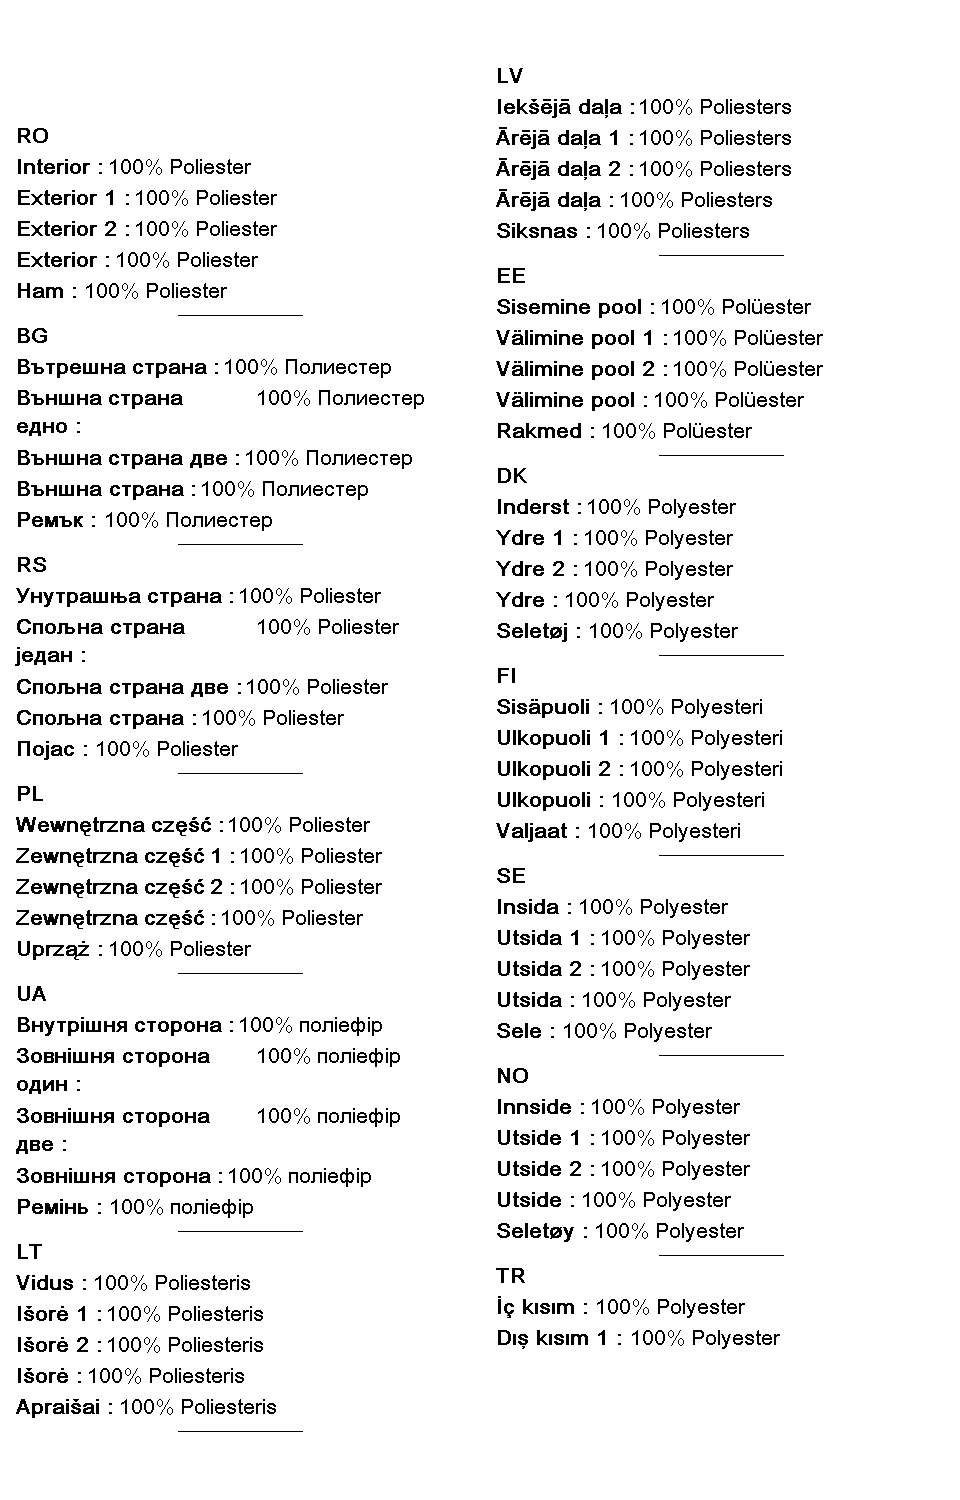 RO
Interior : 100% Poliester
Exterior 1 : 100% Poliester
Exterior 2 : 100% Poliester
Exterior : 100% Poliester
Ham : 100% Poliester
BG
Вътрешна страна : 100% Полиестер
Външна страна 100% Полиестер
едно :
Външна страна две : 100% Полиестер
Външна страна : 100% Полиестер
Ремък : 100% Полиестер
RS
Унутрашња страна : 100% Poliester
Спољна страна 100% Poliester
један :
Спољна страна две : 100% Poliester
Спољна страна : 100% Poliester
Појас : 100% Poliester
PL
Wewnętrzna część : 100% Poliester
Zewnętrzna część 1 : 100% Poliester
Zewnętrzna część 2 : 100% Poliester
Zewnętrzna część : 100% Poliester
Uprząż : 100% Poliester
UA
Внутрішня сторона : 100% поліефір
Зовнішня сторона 100% поліефір
один :
Зовнішня сторона 100% поліефір
две :
Зовнішня сторона : 100% поліефір
Ремінь : 100% поліефір
LT
Vidus : 100% Poliesteris
Išorė 1 : 100% Poliesteris
Išorė 2 : 100% Poliesteris
Išorė : 100% Poliesteris
Apraišai : 100% Poliesteris
LV
Iekšējā daļa : 100% Poliesters
Ārējā daļa 1 : 100% Poliesters
Ārējā daļa 2 : 100% Poliesters
Ārējā daļa : 100% Poliesters
Siksnas : 100% Poliesters
EE
Sisemine pool : 100% Polüester
Välimine pool 1 : 100% Polüester
Välimine pool 2 : 100% Polüester
Välimine pool : 100% Polüester
Rakmed : 100% Polüester
DK
Inderst : 100% Polyester
Ydre 1 : 100% Polyester
Ydre 2 : 100% Polyester
Ydre : 100% Polyester
Seletøj : 100% Polyester
FI
Sisäpuoli : 100% Polyesteri
Ulkopuoli 1 : 100% Polyesteri
Ulkopuoli 2 : 100% Polyesteri
Ulkopuoli : 100% Polyesteri
Valjaat : 100% Polyesteri
SE
Insida : 100% Polyester
Utsida 1 : 100% Polyester
Utsida 2 : 100% Polyester
Utsida : 100% Polyester
Sele : 100% Polyester
NO
Innside : 100% Polyester
Utside 1 : 100% Polyester
Utside 2 : 100% Polyester
Utside : 100% Polyester
Seletøy : 100% Polyester
TR
İç kısım : 100% Polyester
Dış kısım 1 : 100% Polyester